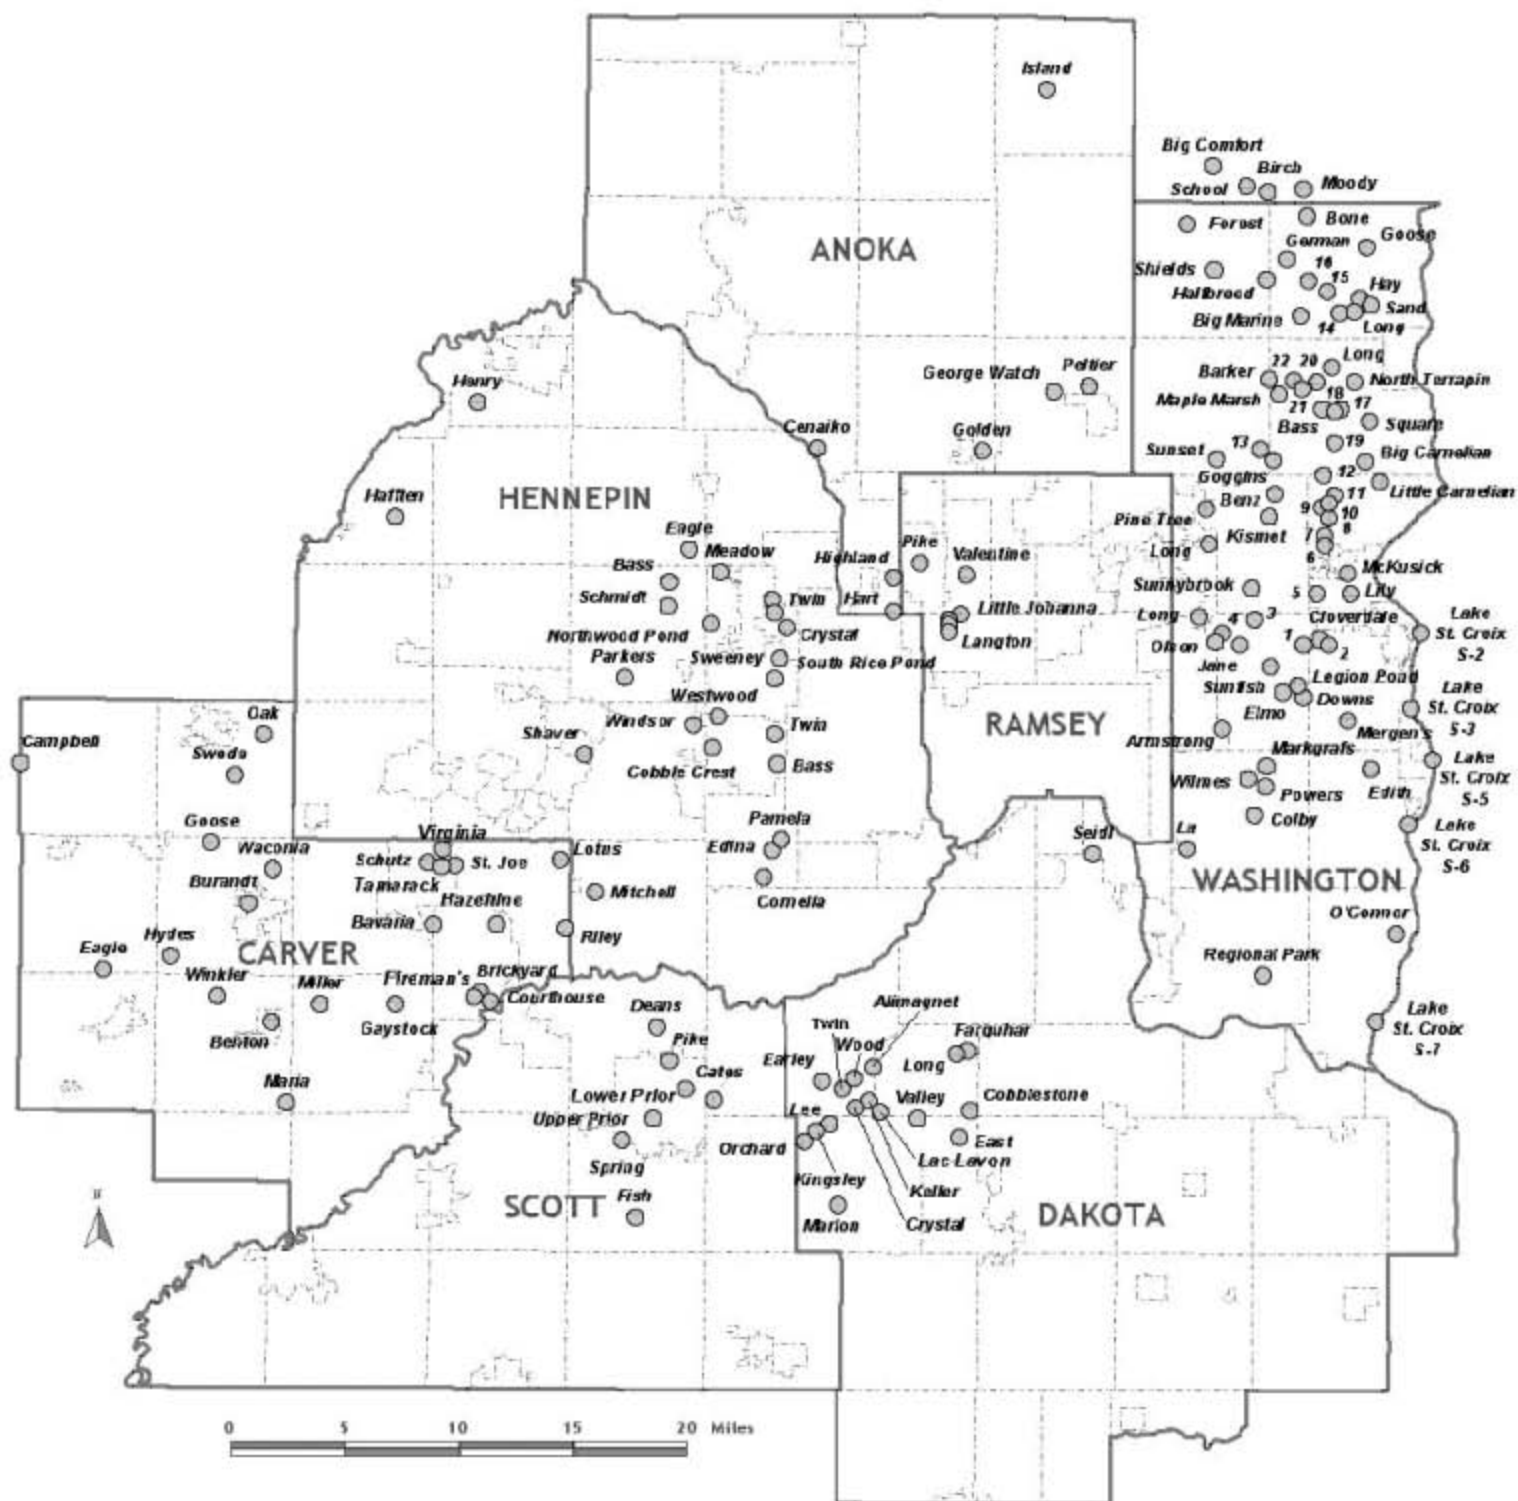 Island
Big Comfort
Birch
School
Moody
Forest
Bone
German
Goose
ANOKA
Shields
16
15
Hay
Halfbreed
Sand
Big Marine
14
Long
Long
George Watch
Peltier
Barker
22
20
North Terrapin
Henry
Maple Marsh
18
21
17
Cenaiko
Golden
Bass
Square
Sunset
13
19
Big Carnelian
Goggins
12
Little Carnelian
HENNEPIN
Haften
Benz
11
9
10
Pine Tree
8
Eagle
Meadow
Highland
Pike
Valentine
Long
Kismet
7
6
Bass
McKusick
Schmidt
Twin
Hart
Sunnybrook
5
Lily
Little Johanna
Long
4
3
Cloverdale
Lake
St. Croix
S-2
Northwood Pond
Crystal
Langton
Olson
1
2
Parkers
Sweeney
South Rice Pond
Jane
Legion Pond
Sunfish
Downs
Lake
St. Croix
S-3
Westwood
Elmo
Oak
Windsor
Twin
RAMSEY
Mergen's
Campbell
Shaver
Armstrong
Markgrafs
Sweda
Cobble Crest
Bass
Lake
St. Croix
S-5
Wilmes
Powers
Edith
Goose
Pamela
Colby
Virginia
Seidl
La
Lake
St. Croix
S-6
Waconia
Schutz
St. Joe
Lotus
Edina
Burandt
Tamarack
Mitchell
WASHINGTON
Hazeltine
Cornelia
Bavaria
O'Connor
Hydes
Riley
Eagle
CARVER
Regional Park
Winkler
Miller
Fireman's
Brickyard
Courthouse
Deans
Alimagnet
Lake
St. Croix
S-7
Gaystock
Benton
Pike
Twin
Wood
Farquhar
Earley
Long
Maria
Cates
Lower Prior
Lee
Valley
Cobblestone
Upper Prior
Orchard
East
Lac Lavon
Spring
Kingsley
Keller
Fish
SCOTT
Marion
Crystal
DAKOTA
N
0 5 10 15 20 Miles